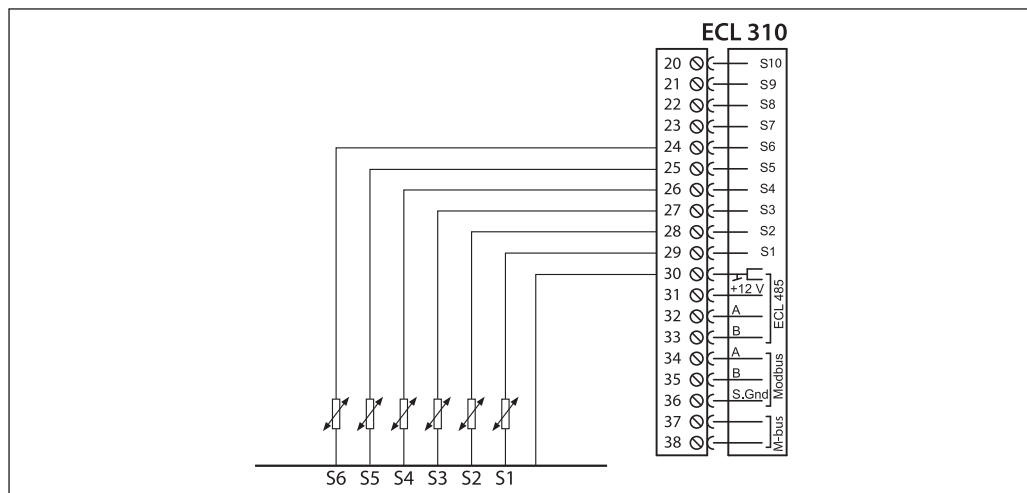 ECL 310
20 S10
21 S9
22 S8
23 S7
24 S6
25 S5
26 S4
27 S3
28 S2
29 S1
30
+12 V
31
32 A
33 B
ECL 485
34 A
35 B
36 S.Gnd
Modbus
37
38
M-bus
S6 S5 S4 S3 S2 S1